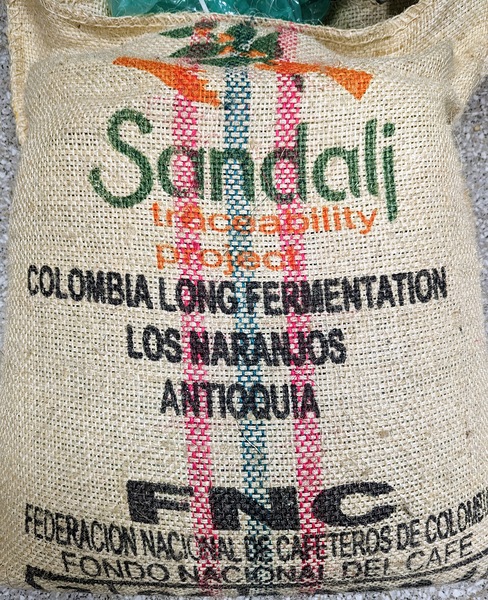 Sandalj
traceability
project
COLOMBIA LONG FERMENTATION
LOS NARANJOS
ANTIOQUIA
FNC
FEDERACION NACIONAL DE CAFETEROS DE COLOMBI
FONDO NACIONAL DEL CAFE